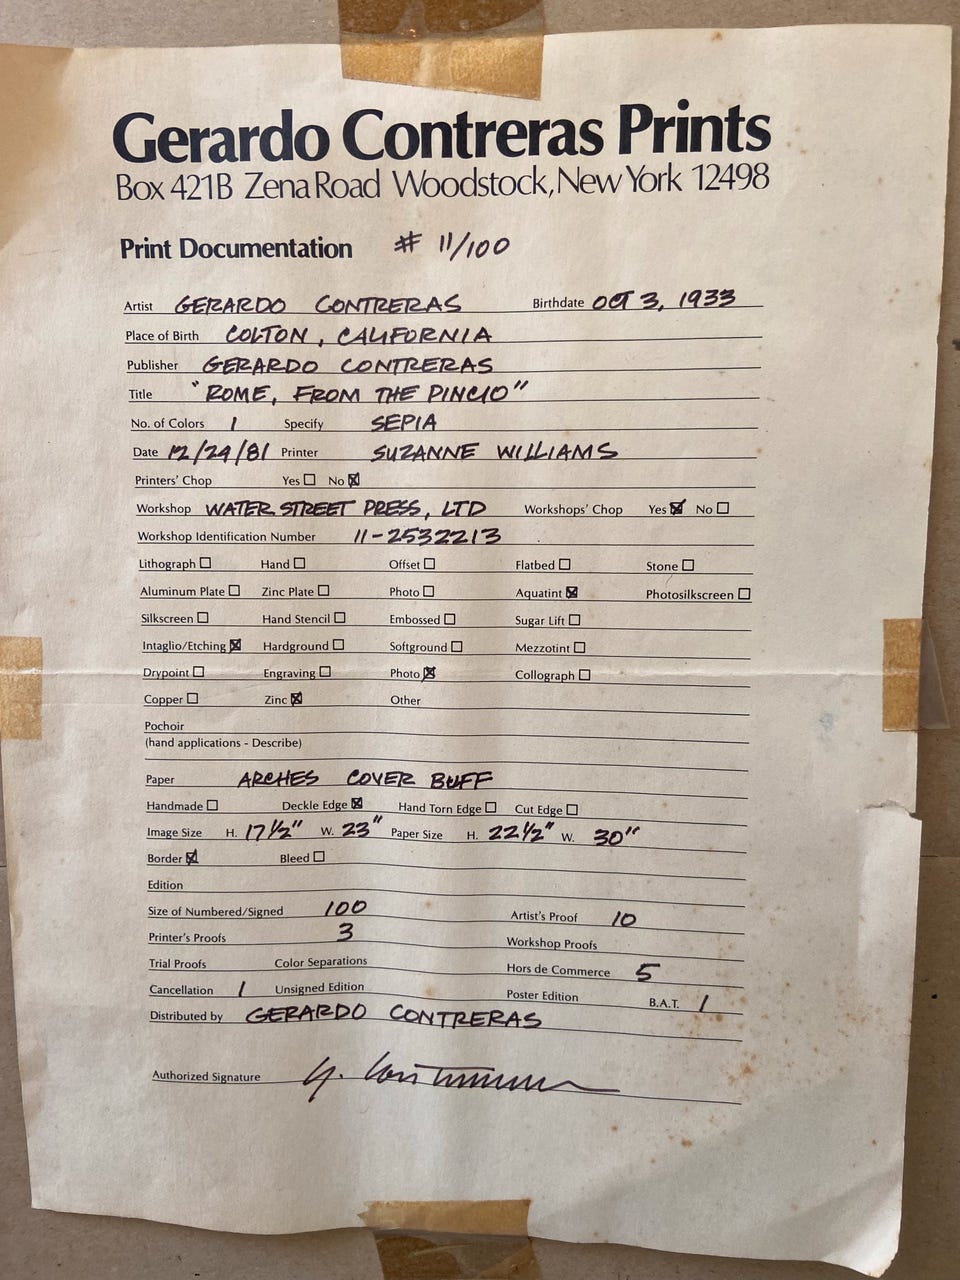 Gerardo Contreras Prints
Box 421B Zena Road Woodstock, New York 12498
Print Documentation # 11/100
Artist GERARDO CONTRERAS Birthdate OCT 3, 1933
Place of Birth COLTON, CALIFORNIA
Publisher GERARDO CONTRERAS
Title "ROME, FROM THE PINCIO"
No. of Colors 1 Specify SEPIA
Date 12/29/81 Printer SUZANNE WILLIAMS
Printers' Chop Yes ☐ No ☒
Workshop WATER STREET PRESS, LTD Workshops' Chop Yes ☒ No ☐
Workshop Identification Number 11-2532213
Lithograph ☐ Hand ☐ Offset ☐ Flatbed ☐ Stone ☐
Aluminum Plate ☐ Zinc Plate ☐ Photo ☐ Aquatint ☒ Photosilkscreen ☐
Silkscreen ☐ Hand Stencil ☐ Embossed ☐ Sugar Lift ☐
Intaglio/Etching ☒ Hardground ☐ Softground ☐ Mezzotint ☐
Drypoint ☐ Engraving ☐ Photo ☒ Collograph ☐
Copper ☐ Zinc ☒ Other
Pochoir
(hand applications - Describe)
Paper ARCHES COVER BUFF
Handmade ☐ Deckle Edge ☒ Hand Torn Edge ☐ Cut Edge ☐
Image Size H. 17 1/2" W. 23" Paper Size H. 22 1/2" W. 30"
Border ☒ Bleed ☐
Edition
Size of Numbered/Signed 100 Artist's Proof 10
Printer's Proofs 3 Workshop Proofs
Trial Proofs Color Separations Hors de Commerce 5
Cancellation 1 Unsigned Edition Poster Edition B.A.T. 1
Distributed by GERARDO CONTRERAS
Authorized Signature G. Contreras